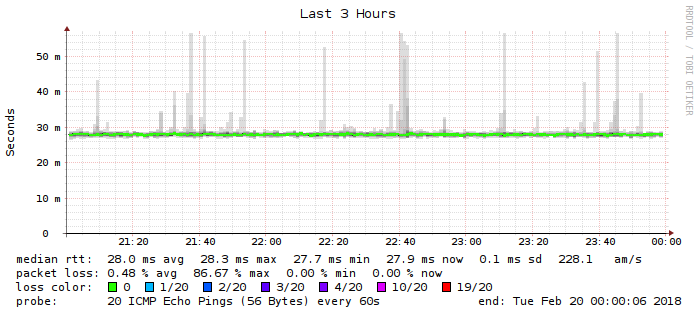 Last 3 Hours
RRDTOOL / TOBI OETIKER
Seconds
50 m
40 m
30 m
20 m
10 m
0
21:20 21:40 22:00 22:20 22:40 23:00 23:20 23:40 00:00
median rtt: 28.0 ms avg 28.3 ms max 27.7 ms min 27.9 ms now 0.1 ms sd 228.1 am/s
packet loss: 0.48 % avg 86.67 % max 0.00 % min 0.00 % now
loss color: 0 1/20 2/20 3/20 4/20 10/20 19/20
probe: 20 ICMP Echo Pings (56 Bytes) every 60s end: Tue Feb 20 00:00:06 2018